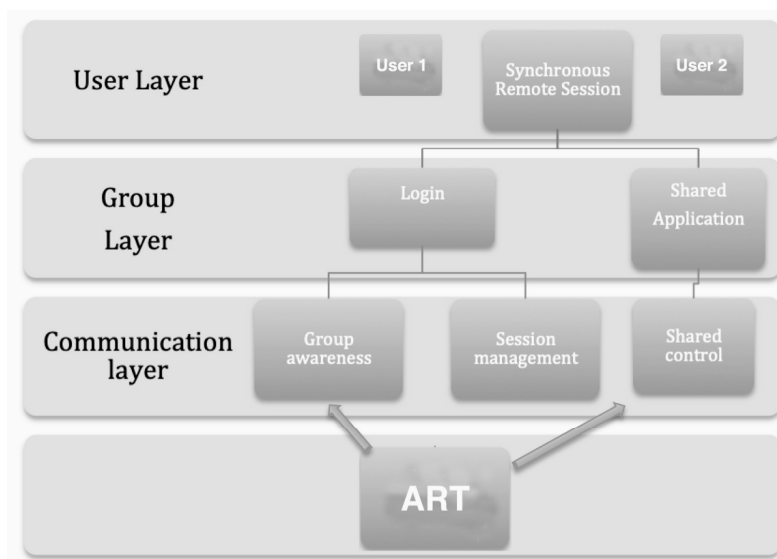 User Layer
User 1
Synchronous
Remote Session
User 2
Group
Layer
Login
Shared
Application
Communication
layer
Group
awareness
Session
management
Shared
control
ART